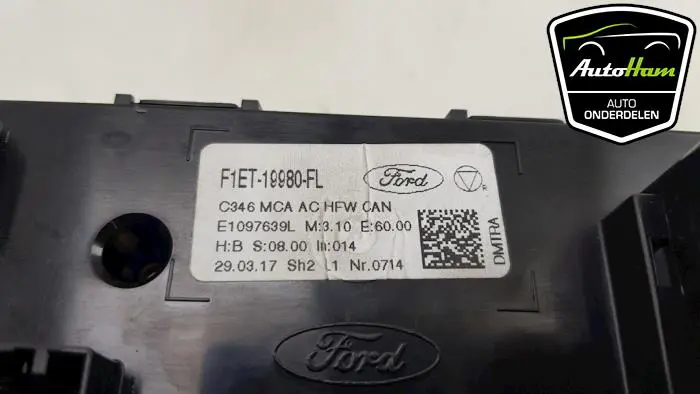 AutoHam
AUTO
ONDERDELEN
F1ET-19980-FL
Ford
R
C346 MCA AC HFW CAN
E1097639L M:3.10 E:60.00
H:B S:08.00 In:014
29.03.17 Sh2 L1 Nr.0714
DMTRA
Ford